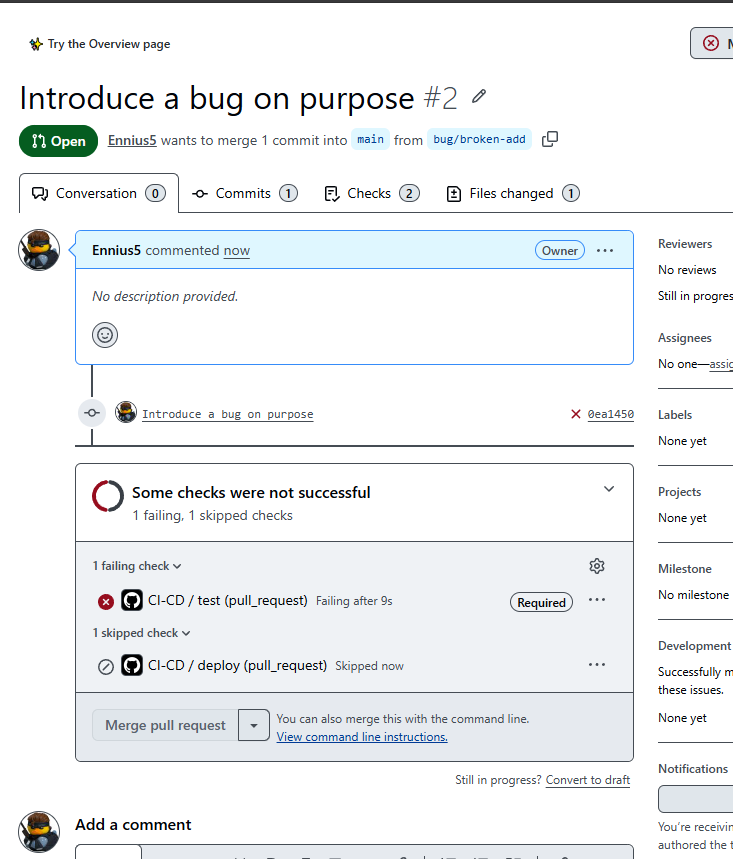 Try the Overview page
Introduce a bug on purpose #2
Open Ennius5 wants to merge 1 commit into main from bug/broken-add
Conversation 0 Commits 1 Checks 2 Files changed 1
Ennius5 commented now Owner
No description provided.
Introduce a bug on purpose 0ea1450
Some checks were not successful
1 failing, 1 skipped checks
1 failing check
CI-CD / test (pull_request) Failing after 9s Required
1 skipped check
CI-CD / deploy (pull_request) Skipped now
Merge pull request
You can also merge this with the command line.
View command line instructions.
Still in progress? Convert to draft
Add a comment
Reviewers
No reviews
Still in progres
Assignees
No one—assig
Labels
None yet
Projects
None yet
Milestone
No milestone
Development
Successfully m
these issues.
None yet
Notifications
You're receivin
authored the t